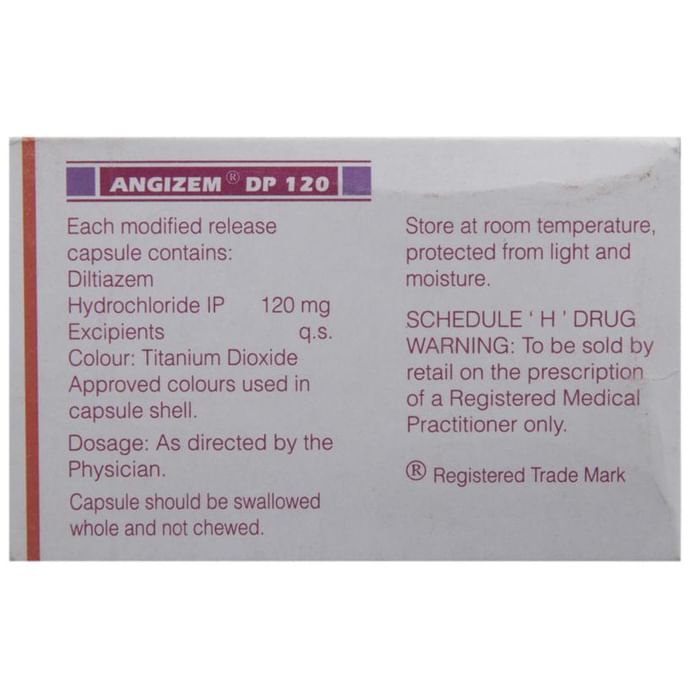 ANGIZEM® DP 120
Each modified release
capsule contains:
Diltiazem
Hydrochloride IP 120 mg
Excipients q.s.
Colour: Titanium Dioxide
Approved colours used in
capsule shell.
Dosage: As directed by the
Physician.
Capsule should be swallowed
whole and not chewed.
Store at room temperature,
protected from light and
moisture.
SCHEDULE ' H ' DRUG
WARNING: To be sold by
retail on the prescription
of a Registered Medical
Practitioner only.
® Registered Trade Mark